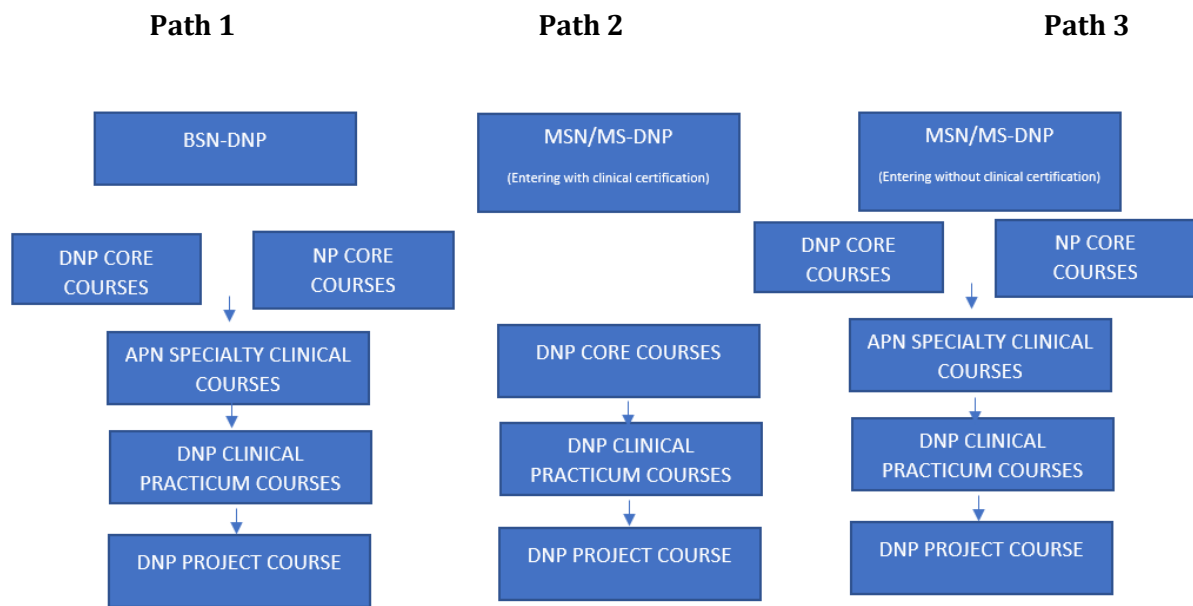 Path 1
Path 2
Path 3
BSN-DNP
MSN/MS-DNP
(Entering with clinical certification)
MSN/MS-DNP
(Entering without clinical certification)
DNP CORE
COURSES
NP CORE
COURSES
DNP CORE
COURSES
NP CORE
COURSES
APN SPECIALTY CLINICAL
COURSES
DNP CORE COURSES
APN SPECIALTY CLINICAL
COURSES
DNP CLINICAL
PRACTICUM COURSES
DNP CLINICAL
PRACTICUM COURSES
DNP CLINICAL
PRACTICUM COURSES
DNP PROJECT COURSE
DNP PROJECT COURSE
DNP PROJECT COURSE